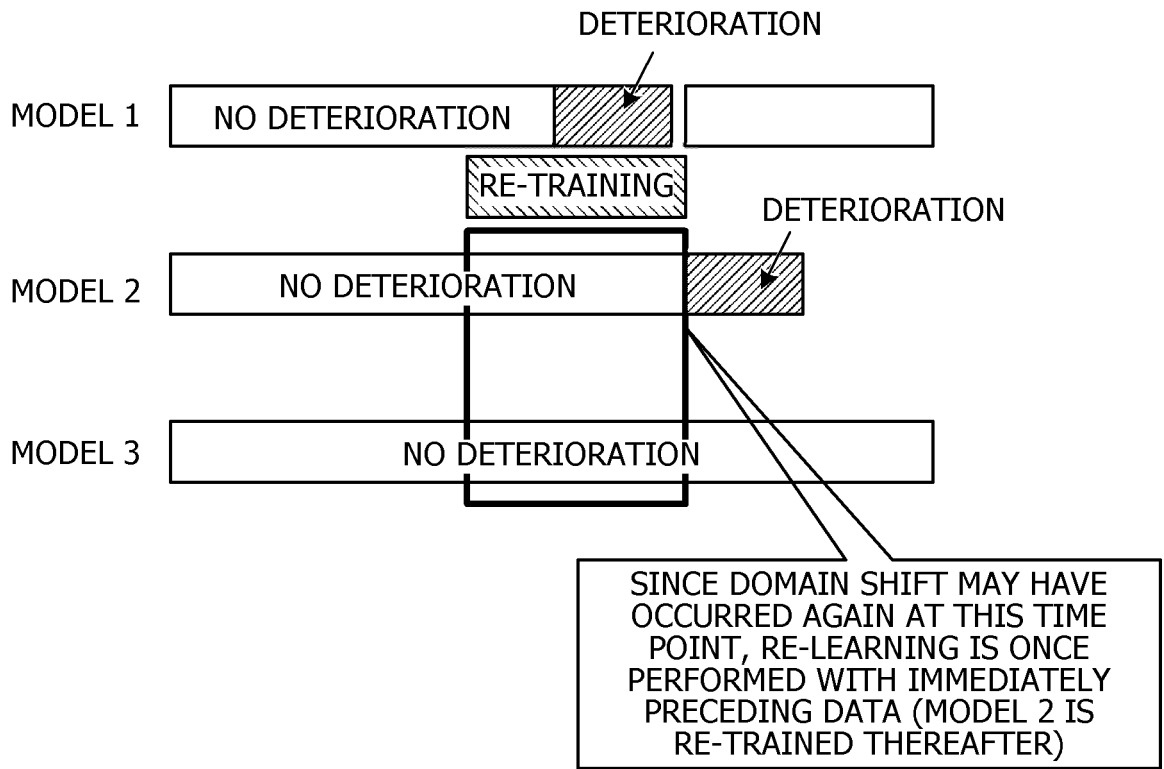 DETERIORATION
MODEL 1
NO DETERIORATION
RE-TRAINING
DETERIORATION
MODEL 2
NO DETERIORATION
MODEL 3
NO DETERIORATION
SINCE DOMAIN SHIFT MAY HAVE
OCCURRED AGAIN AT THIS TIME
POINT, RE-LEARNING IS ONCE
PERFORMED WITH IMMEDIATELY
PRECEDING DATA (MODEL 2 IS
RE-TRAINED THEREAFTER)